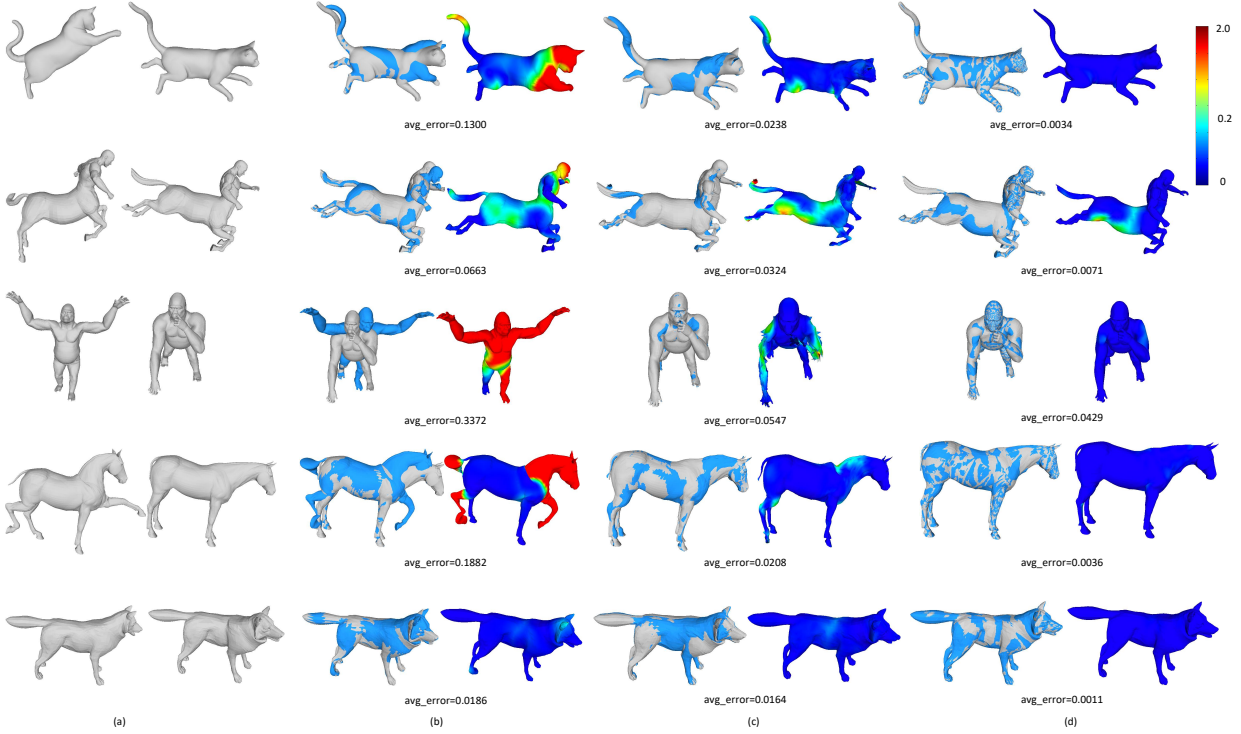 2.0
0.2
0
avg_error=0.1300
avg_error=0.0238
avg_error=0.0034
avg_error=0.0663
avg_error=0.0324
avg_error=0.0071
avg_error=0.3372
avg_error=0.0547
avg_error=0.0429
avg_error=0.1882
avg_error=0.0208
avg_error=0.0036
avg_error=0.0186
avg_error=0.0164
avg_error=0.0011
(a)
(b)
(c)
(d)